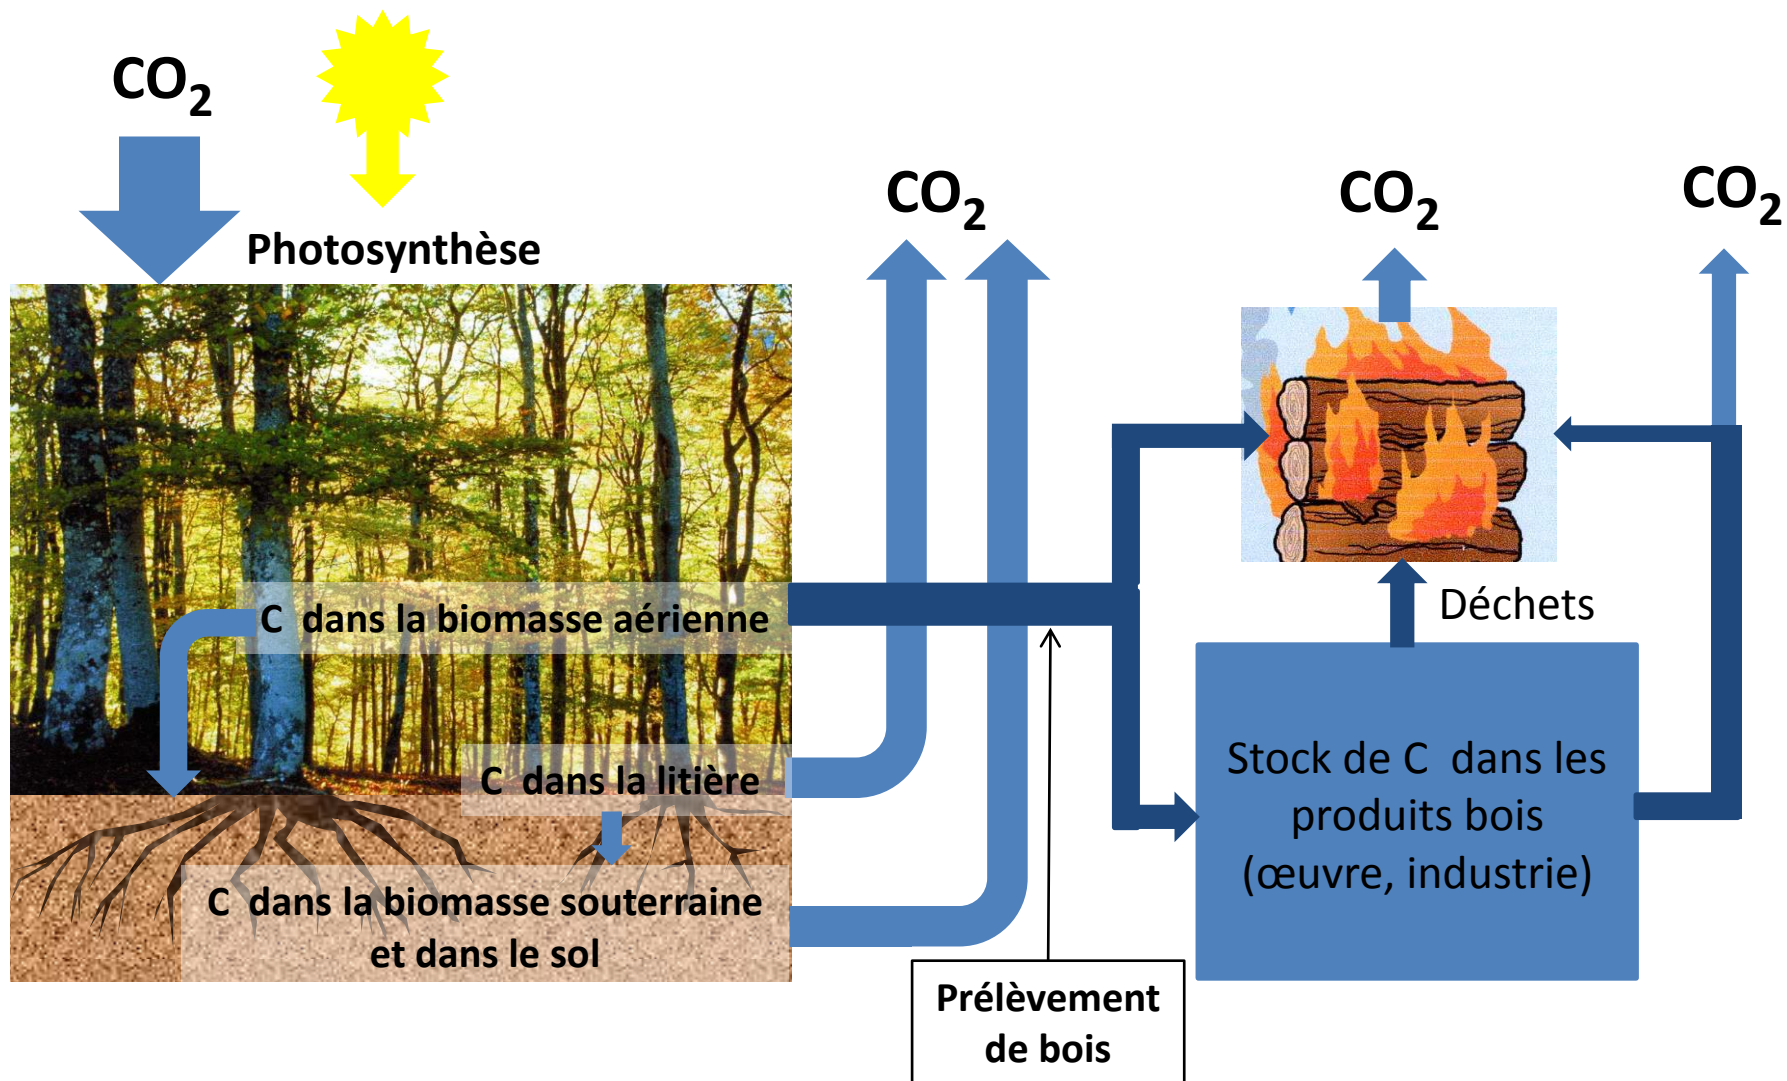 CO2
Photosynthèse
CO2
CO2
CO2
C dans la biomasse aérienne
C dans la litière
C dans la biomasse souterraine
et dans le sol
Prélèvement
de bois
Déchets
Stock de C dans les
produits bois
(œuvre, industrie)